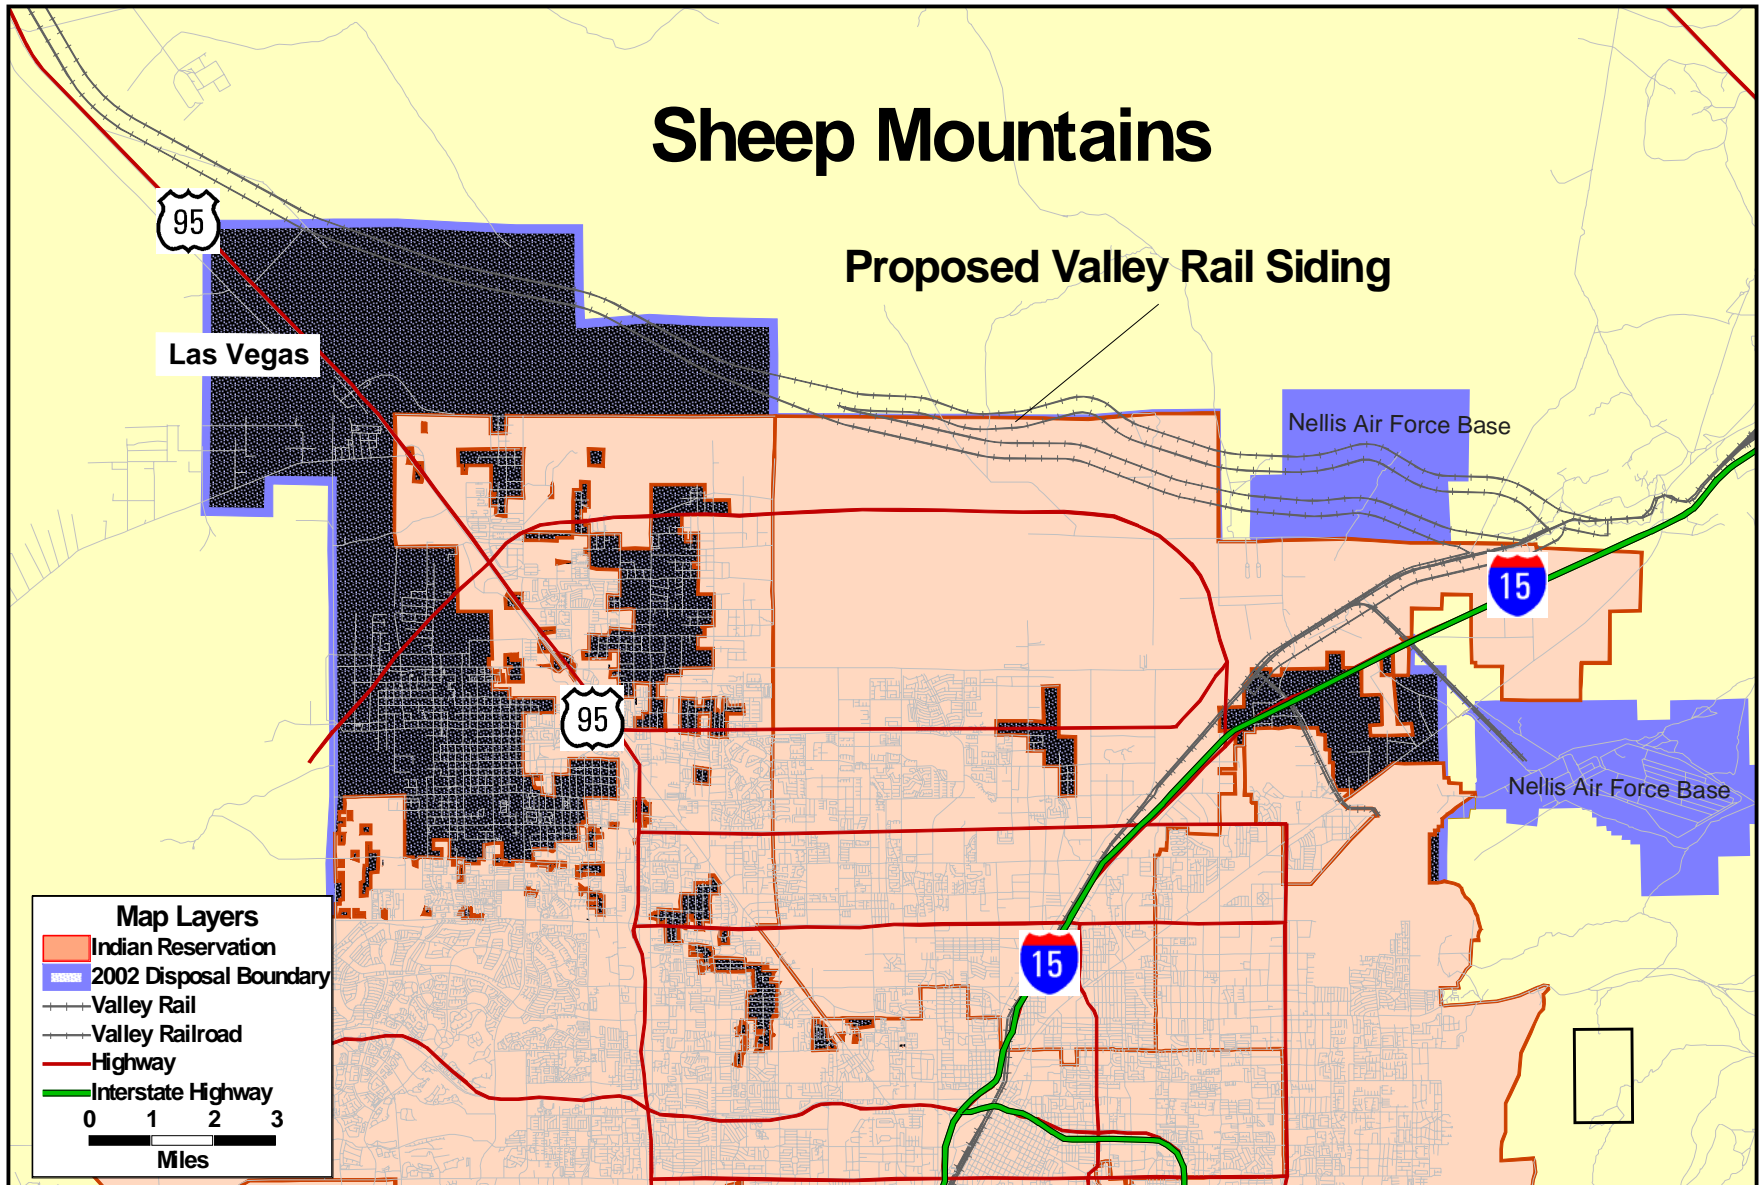 Sheep Mountains
95
Proposed Valley Rail Siding
Las Vegas
Nellis Air Force Base
15
95
Nellis Air Force Base
15
Map Layers
Indian Reservation
2002 Disposal Boundary
Valley Rail
Valley Railroad
Highway
Interstate Highway
0 1 2 3
Miles